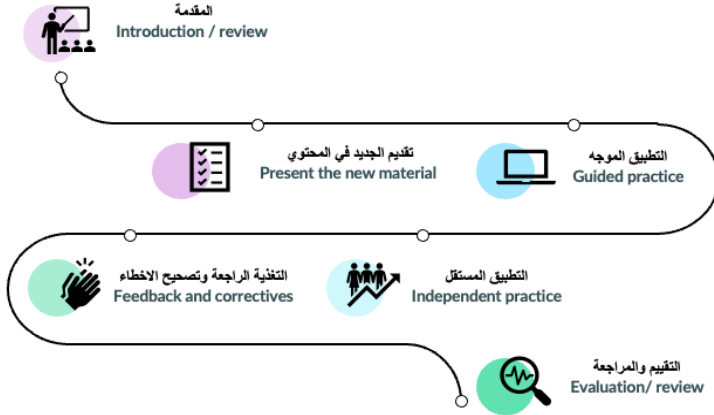 المقدمة
Introduction / review
تقديم الجديد في المحتوي
Present the new material
التطبيق الموجه
Guided practice
التطبيق المستقل
Independent practice
التغذية الراجعة وتصحيح الاخطاء
Feedback and correctives
التقييم والمراجعة
Evaluation/ review